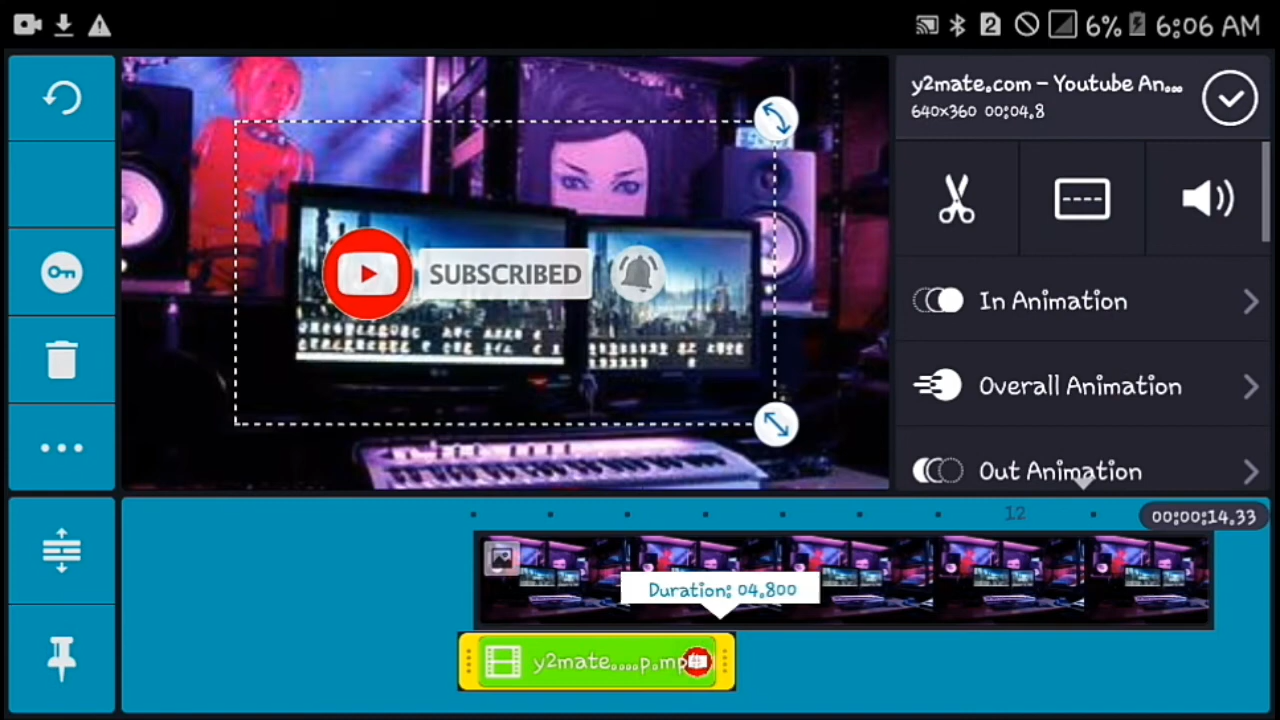 2
6%
6:06 AM
y2mate.com – Youtube An...
640x360 00:04.8
SUBSCRIBED
In Animation
Overall Animation
Out Animation
12
00:00:14.33
Duration: 04.800
y2mate....p.mp